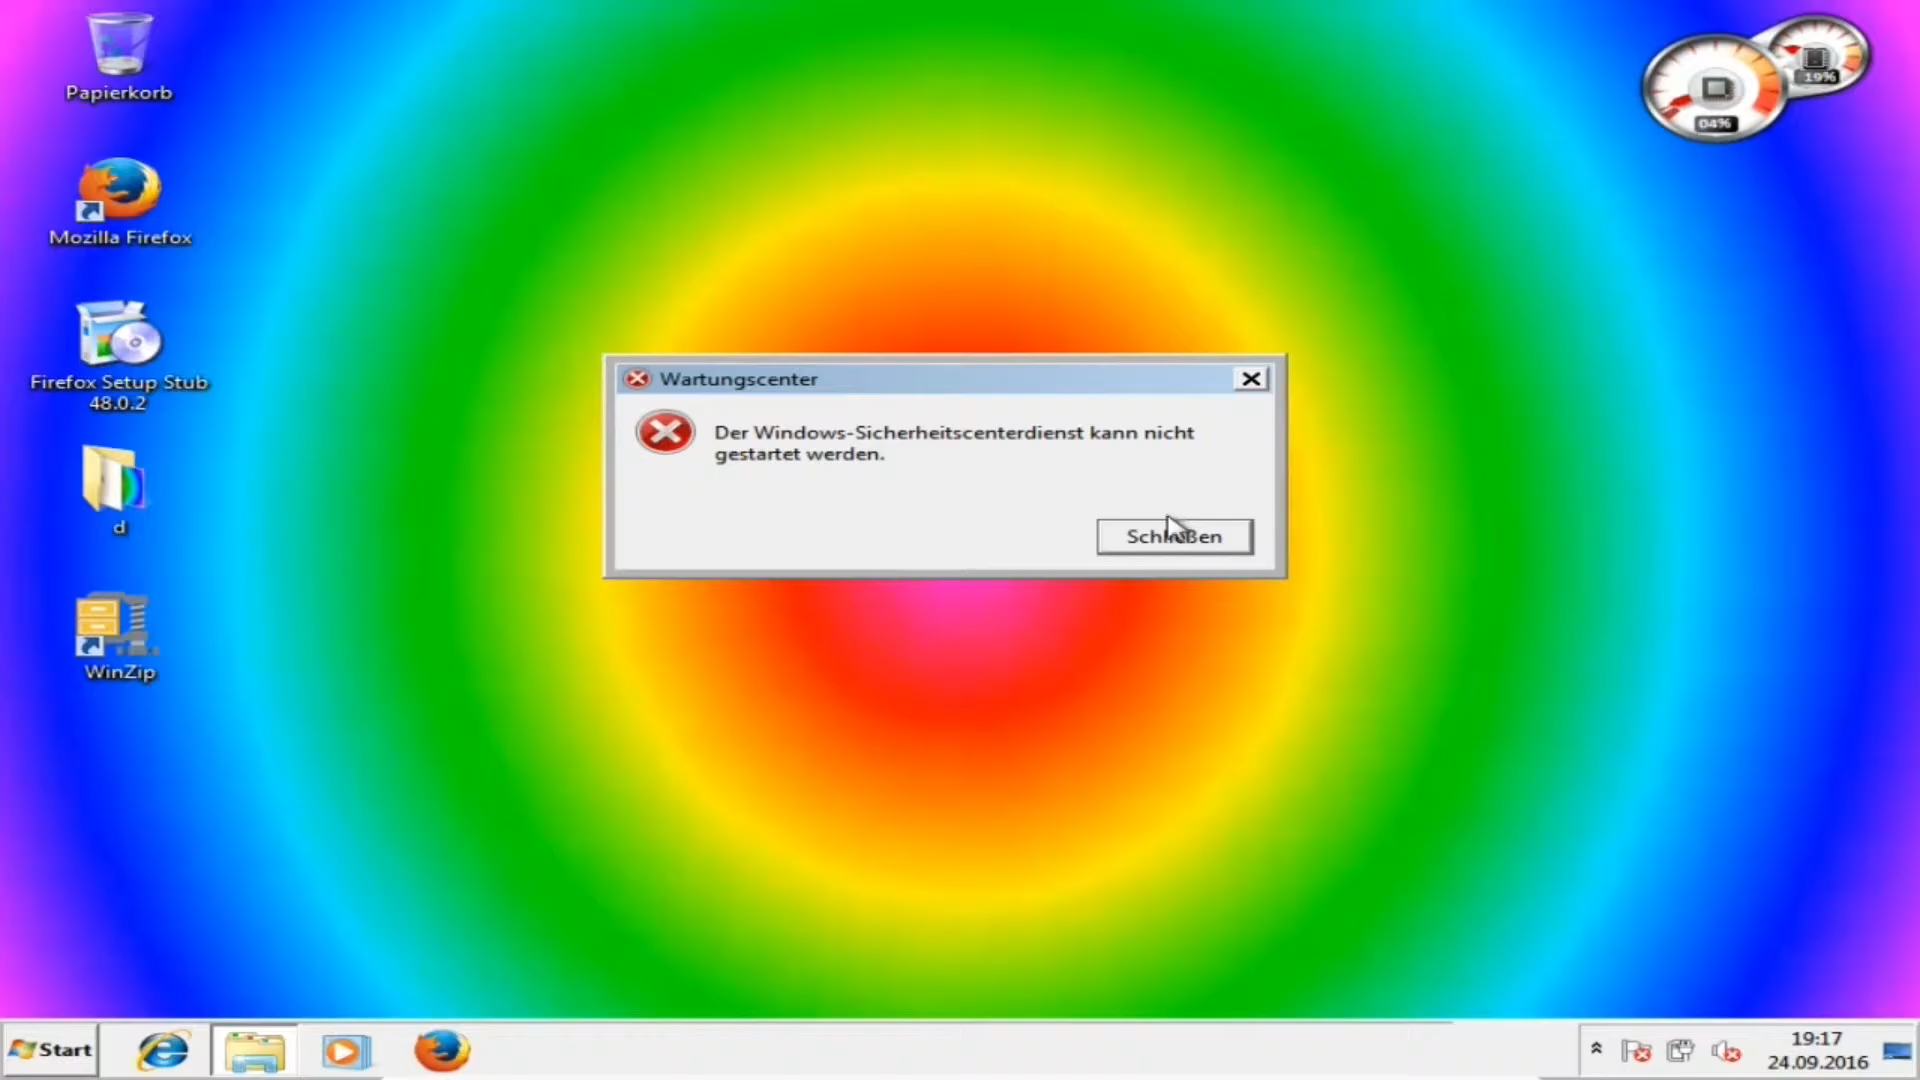 Papierkorb
Mozilla Firefox
Firefox Setup Stub
48.0.2
d
WinZip
19%
04%
Wartungscenter
Der Windows-Sicherheitscenterdienst kann nicht
gestartet werden.
Schließen
Start
19:17
24.09.2016